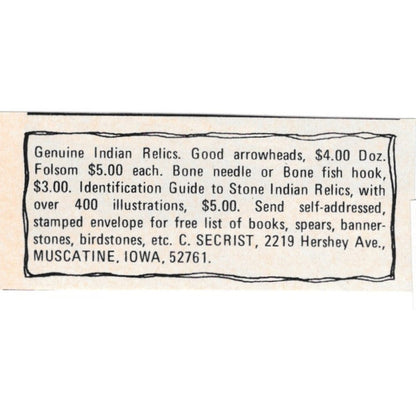 Genuine Indian Relics. Good arrowheads, $4.00 Doz.
Folsom $5.00 each. Bone needle or Bone fish hook,
$3.00. Identification Guide to Stone Indian Relics, with
over 400 illustrations, $5.00. Send self-addressed,
stamped envelope for free list of books, spears, banner-
stones, birdstones, etc. C. SECRIST, 2219 Hershey Ave.,
MUSCATINE, IOWA, 52761.